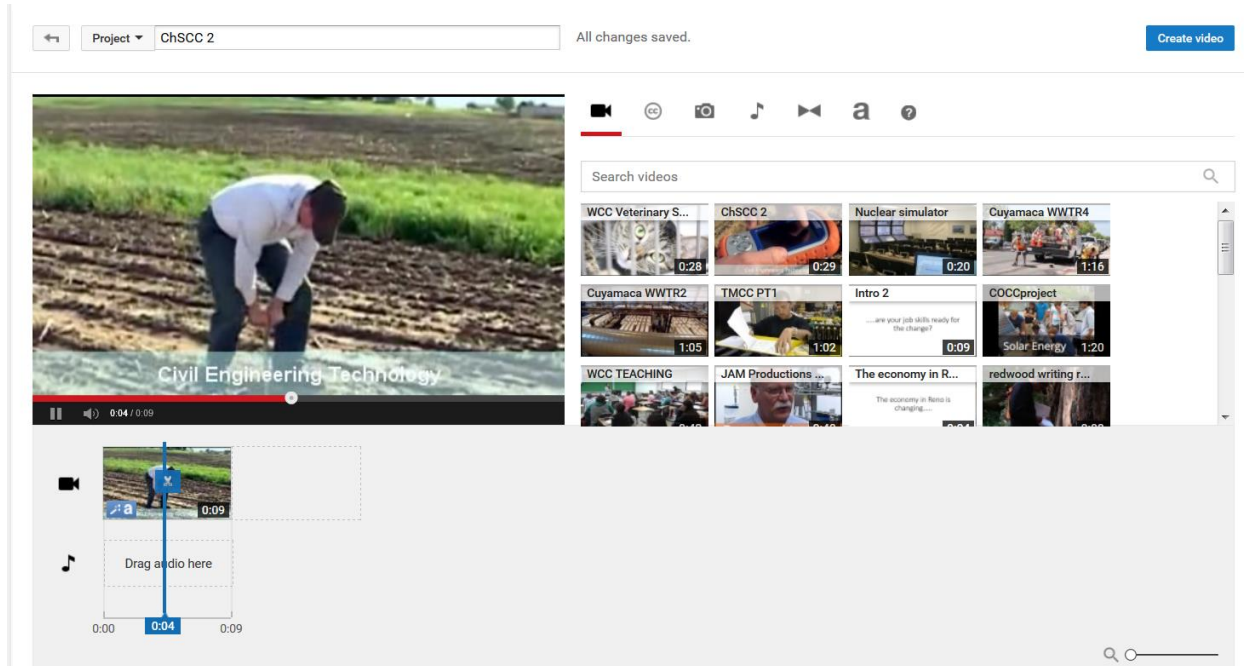 Project
ChSCC 2
All changes saved.
Create video
cc
a
?
Search videos
WCC Veterinary S...
ChSCC 2
Nuclear simulator
Cuyamaca WWTR4
0:28
0:29
0:20
1:16
Cuyamaca WWTR2
TMCC PT1
Intro 2
COCCproject
....are your job skills ready for
the change?
Solar Energy
1:05
1:02
0:09
1:20
WCC TEACHING
JAM Productions ...
The economy in R...
redwood writing r...
The economy in Reno is
changing.....
Civil Engineering Technology
0:04 / 0:09
a
0:09
Drag audio here
0:00
0:04
0:09